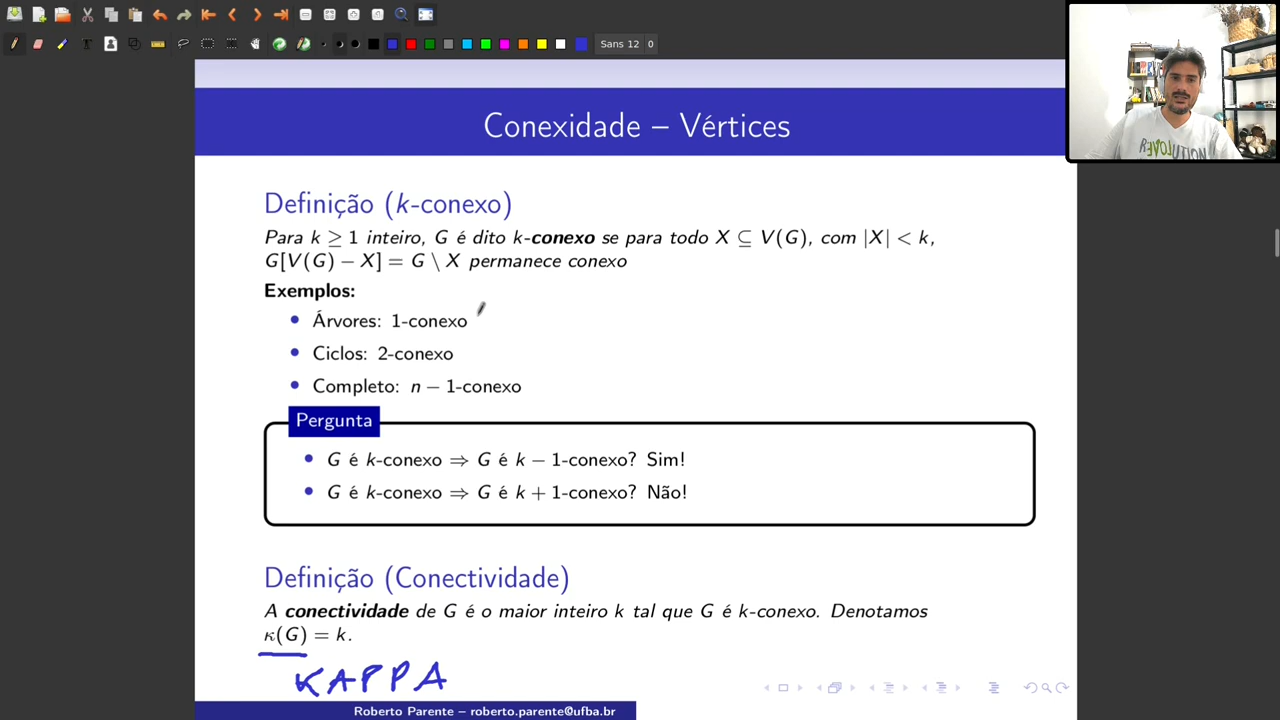 Sans 12 0
Conexidade – Vértices
Definição (k-conexo)
Para k ≥ 1 inteiro, G é dito k-conexo se para todo X ⊆ V(G), com |X| < k,
G[V(G) − X] = G \ X permanece conexo
Exemplos:
Árvores: 1-conexo
Ciclos: 2-conexo
Completo: n − 1-conexo
Pergunta
G é k-conexo ⇒ G é k − 1-conexo? Sim!
G é k-conexo ⇒ G é k + 1-conexo? Não!
Definição (Conectividade)
A conectividade de G é o maior inteiro k tal que G é k-conexo. Denotamos
κ(G) = k.
KAPPA
Roberto Parente – roberto.parente@ufba.br